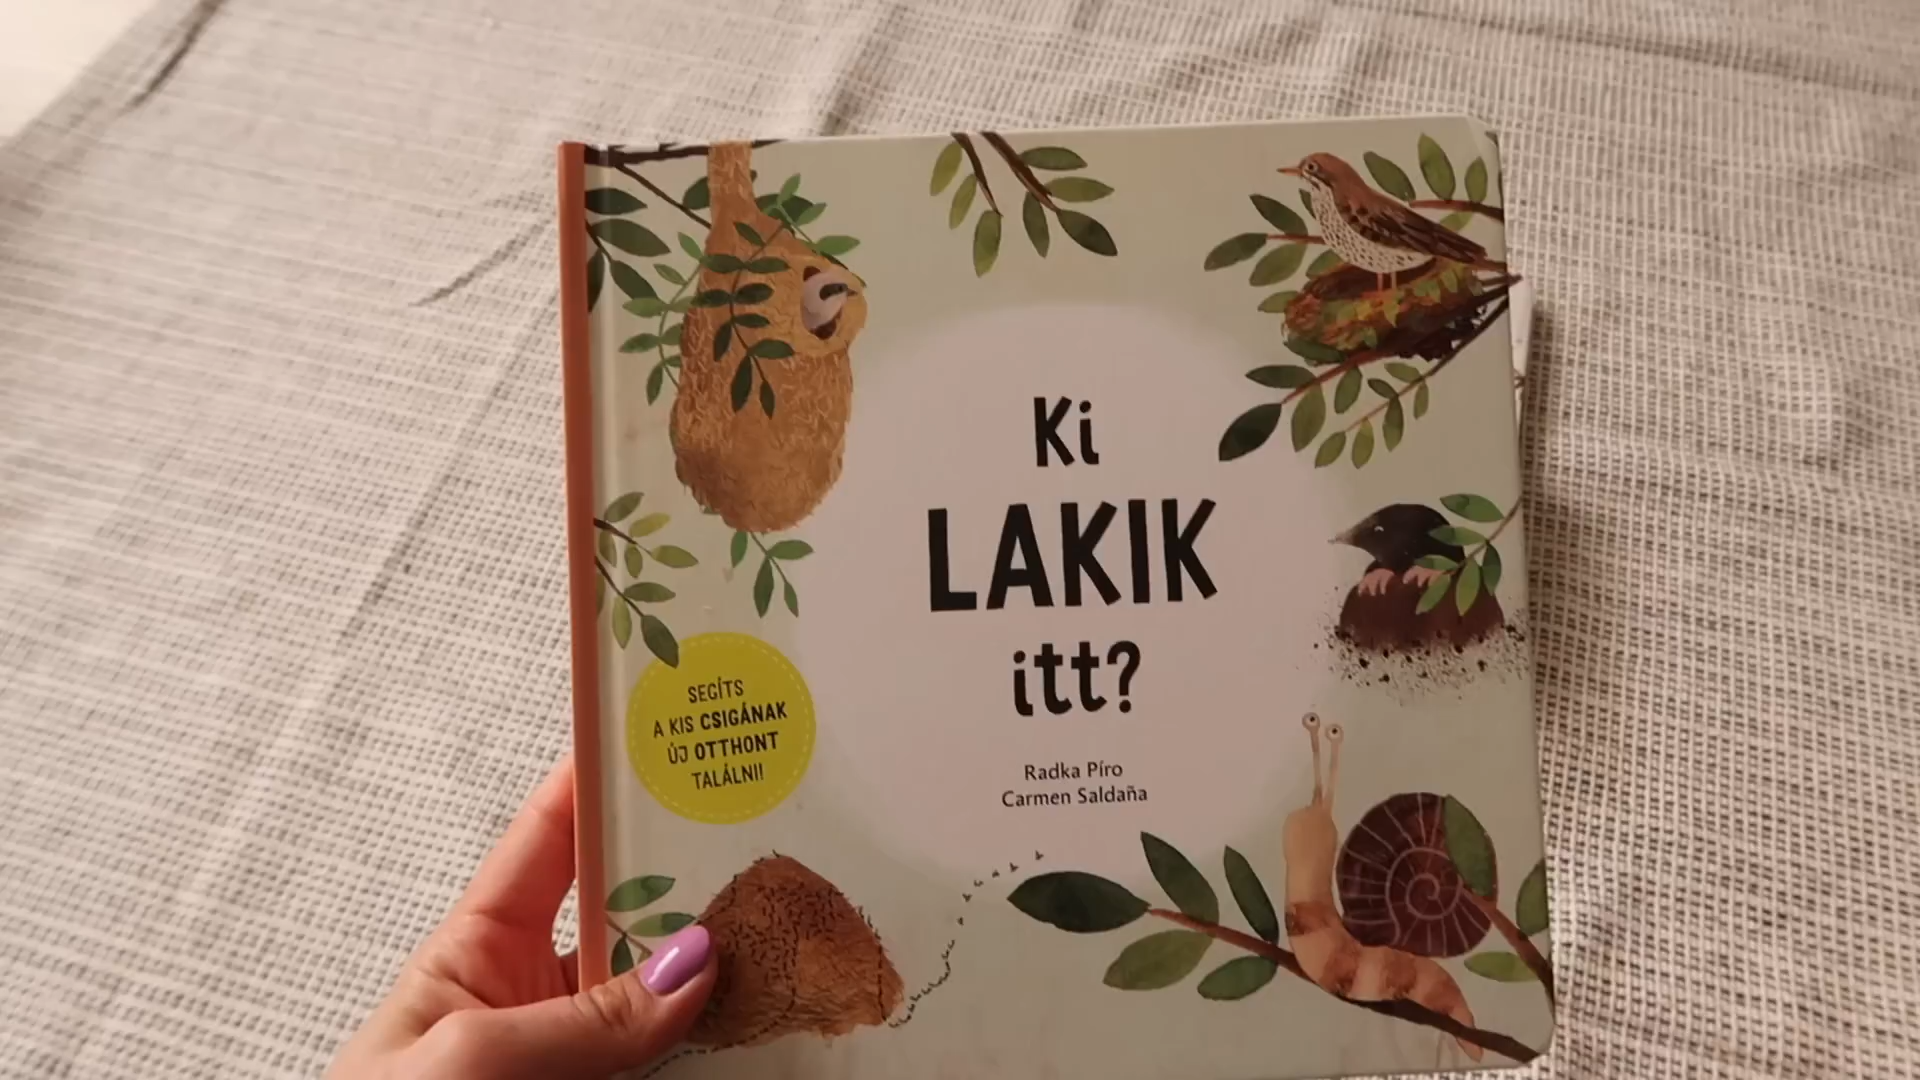 Ki
LAKIK
itt?
Radka Píro
Carmen Saldaña
SEGÍTS
A KIS CSIGÁNAK
ÚJ OTTHONT
TALÁLNI!